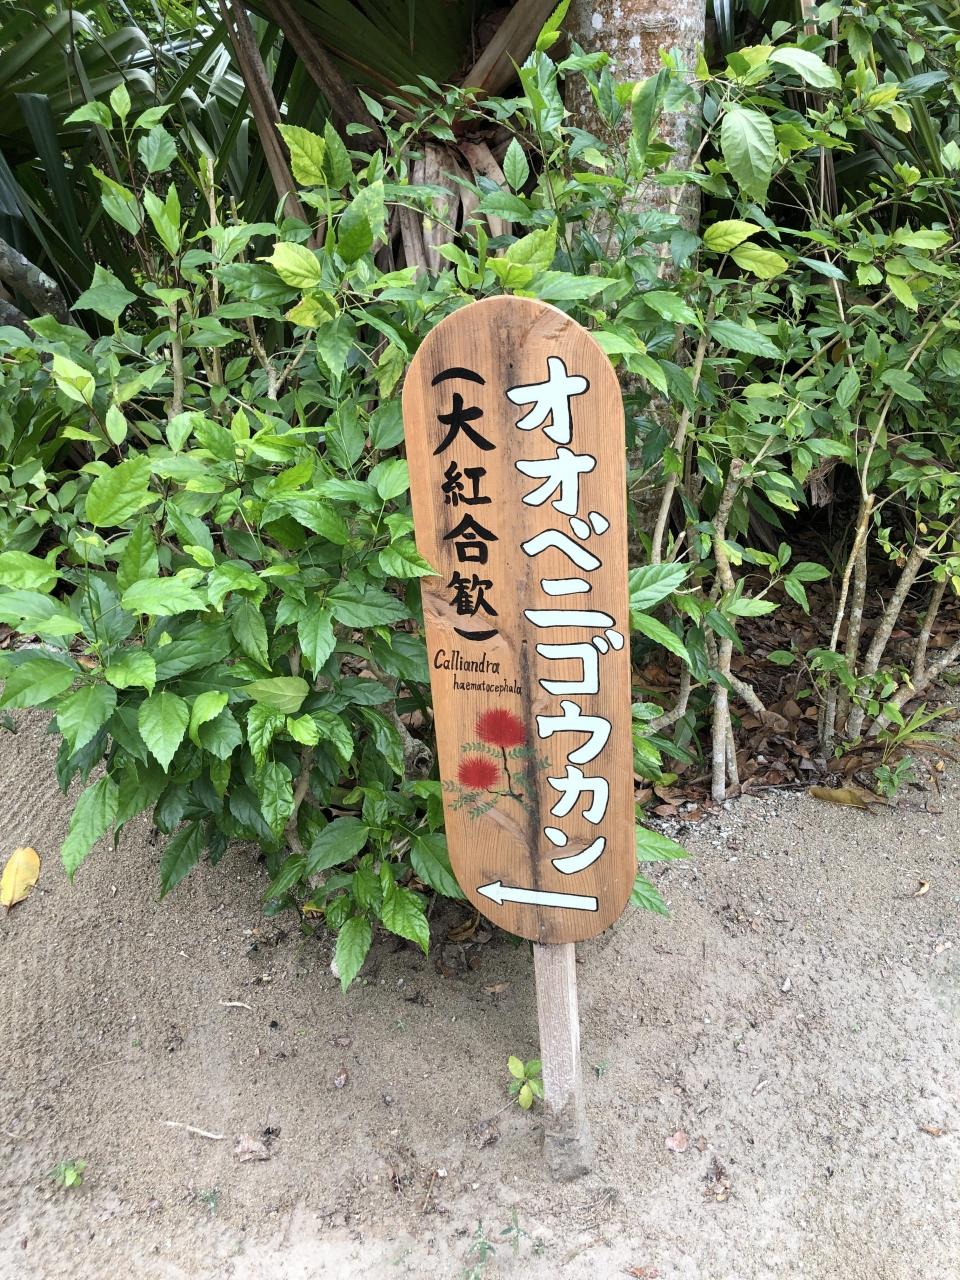 オオベニゴウカン
(大紅合歓)
Calliandra
haematocephala